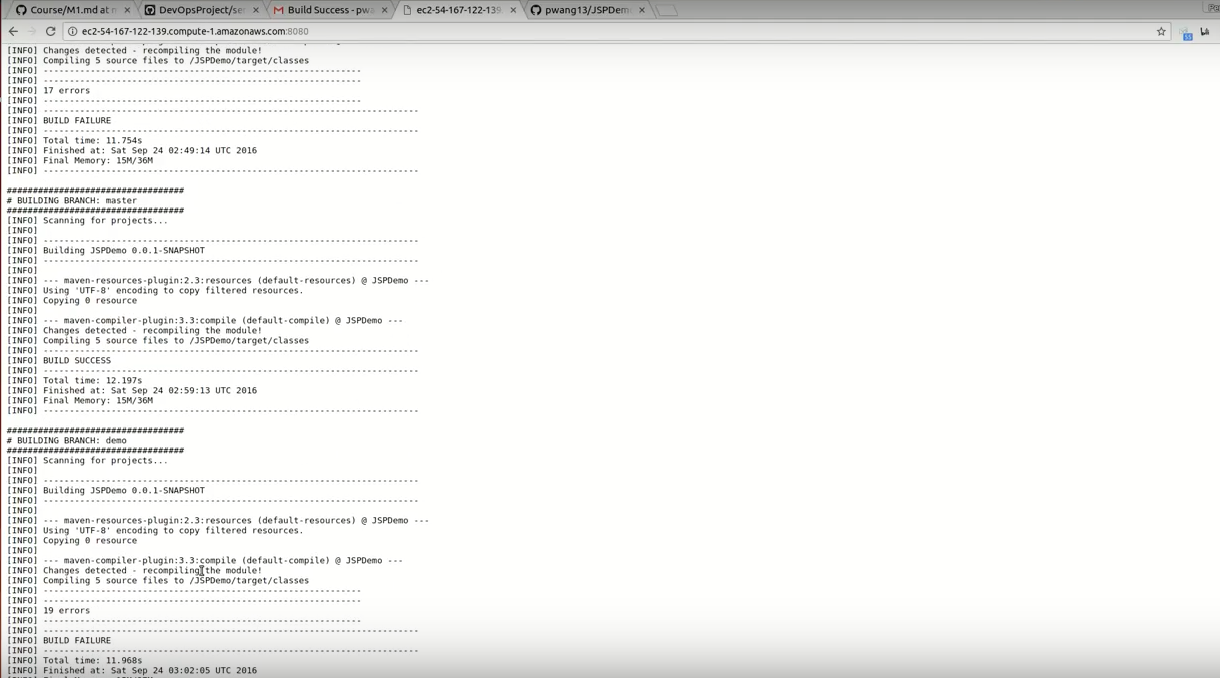 Course/M1.md at n
DevOpsProject/se
Build Success - pwa
ec2-54-167-122-139
pwang13/JSPDem
ec2-54-167-122-139.compute-1.amazonaws.com:8080
[INFO] Changes detected - recompiling the module!
[INFO] Compiling 5 source files to /JSPDemo/target/classes
[INFO] -------------------------------------------------------------
[INFO] -------------------------------------------------------------
[INFO] 17 errors
[INFO] -------------------------------------------------------------
[INFO] ------------------------------------------------------------------------
[INFO] BUILD FAILURE
[INFO] ------------------------------------------------------------------------
[INFO] Total time: 11.754s
[INFO] Finished at: Sat Sep 24 02:49:14 UTC 2016
[INFO] Final Memory: 15M/36M
[INFO] ------------------------------------------------------------------------
##################################
# BUILDING BRANCH: master
##################################
[INFO] Scanning for projects...
[INFO]
[INFO] ------------------------------------------------------------------------
[INFO] Building JSPDemo 0.0.1-SNAPSHOT
[INFO] ------------------------------------------------------------------------
[INFO]
[INFO] --- maven-resources-plugin:2.3:resources (default-resources) @ JSPDemo ---
[INFO] Using 'UTF-8' encoding to copy filtered resources.
[INFO] Copying 0 resource
[INFO]
[INFO] --- maven-compiler-plugin:3.3:compile (default-compile) @ JSPDemo ---
[INFO] Changes detected - recompiling the module!
[INFO] Compiling 5 source files to /JSPDemo/target/classes
[INFO] ------------------------------------------------------------------------
[INFO] BUILD SUCCESS
[INFO] ------------------------------------------------------------------------
[INFO] Total time: 12.197s
[INFO] Finished at: Sat Sep 24 02:59:13 UTC 2016
[INFO] Final Memory: 15M/36M
[INFO] ------------------------------------------------------------------------
##################################
# BUILDING BRANCH: demo
##################################
[INFO] Scanning for projects...
[INFO]
[INFO] ------------------------------------------------------------------------
[INFO] Building JSPDemo 0.0.1-SNAPSHOT
[INFO] ------------------------------------------------------------------------
[INFO]
[INFO] --- maven-resources-plugin:2.3:resources (default-resources) @ JSPDemo ---
[INFO] Using 'UTF-8' encoding to copy filtered resources.
[INFO] Copying 0 resource
[INFO]
[INFO] --- maven-compiler-plugin:3.3:compile (default-compile) @ JSPDemo ---
[INFO] Changes detected - recompiling the module!
[INFO] Compiling 5 source files to /JSPDemo/target/classes
[INFO] -------------------------------------------------------------
[INFO] -------------------------------------------------------------
[INFO] 19 errors
[INFO] -------------------------------------------------------------
[INFO] ------------------------------------------------------------------------
[INFO] BUILD FAILURE
[INFO] ------------------------------------------------------------------------
[INFO] Total time: 11.968s
[INFO] Finished at: Sat Sep 24 03:02:05 UTC 2016